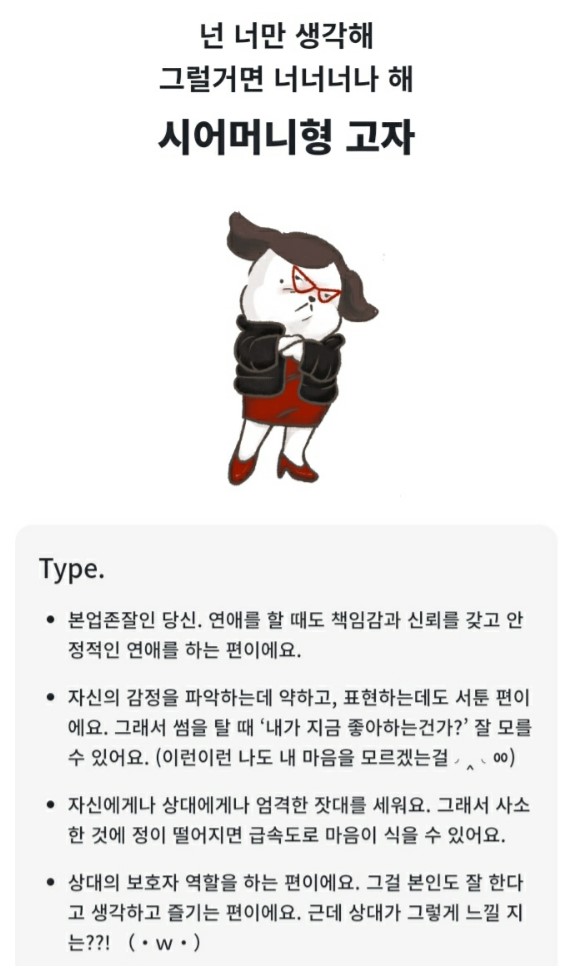 넌 너만 생각해
그럴거면 너너너나 해
시어머니형 고자
Type.
• 본업존잘인 당신. 연애를 할 때도 책임감과 신뢰를 갖고 안
정적인 연애를 하는 편이에요.
• 자신의 감정을 파악하는데 약하고, 표현하는데도 서툰 편이
에요. 그래서 썸을 탈 때 ‘내가 지금 좋아하는건가?’ 잘 모를
수 있어요. (이런이런 나도 내 마음을 모르겠는걸 ◞‸◟ㆀ)
• 자신에게나 상대에게나 엄격한 잣대를 세워요. 그래서 사소
한 것에 정이 떨어지면 급속도로 마음이 식을 수 있어요.
• 상대의 보호자 역할을 하는 편이에요. 그걸 본인도 잘 한다
고 생각하고 즐기는 편이에요. 근데 상대가 그렇게 느낄 지
는??! (・w・)